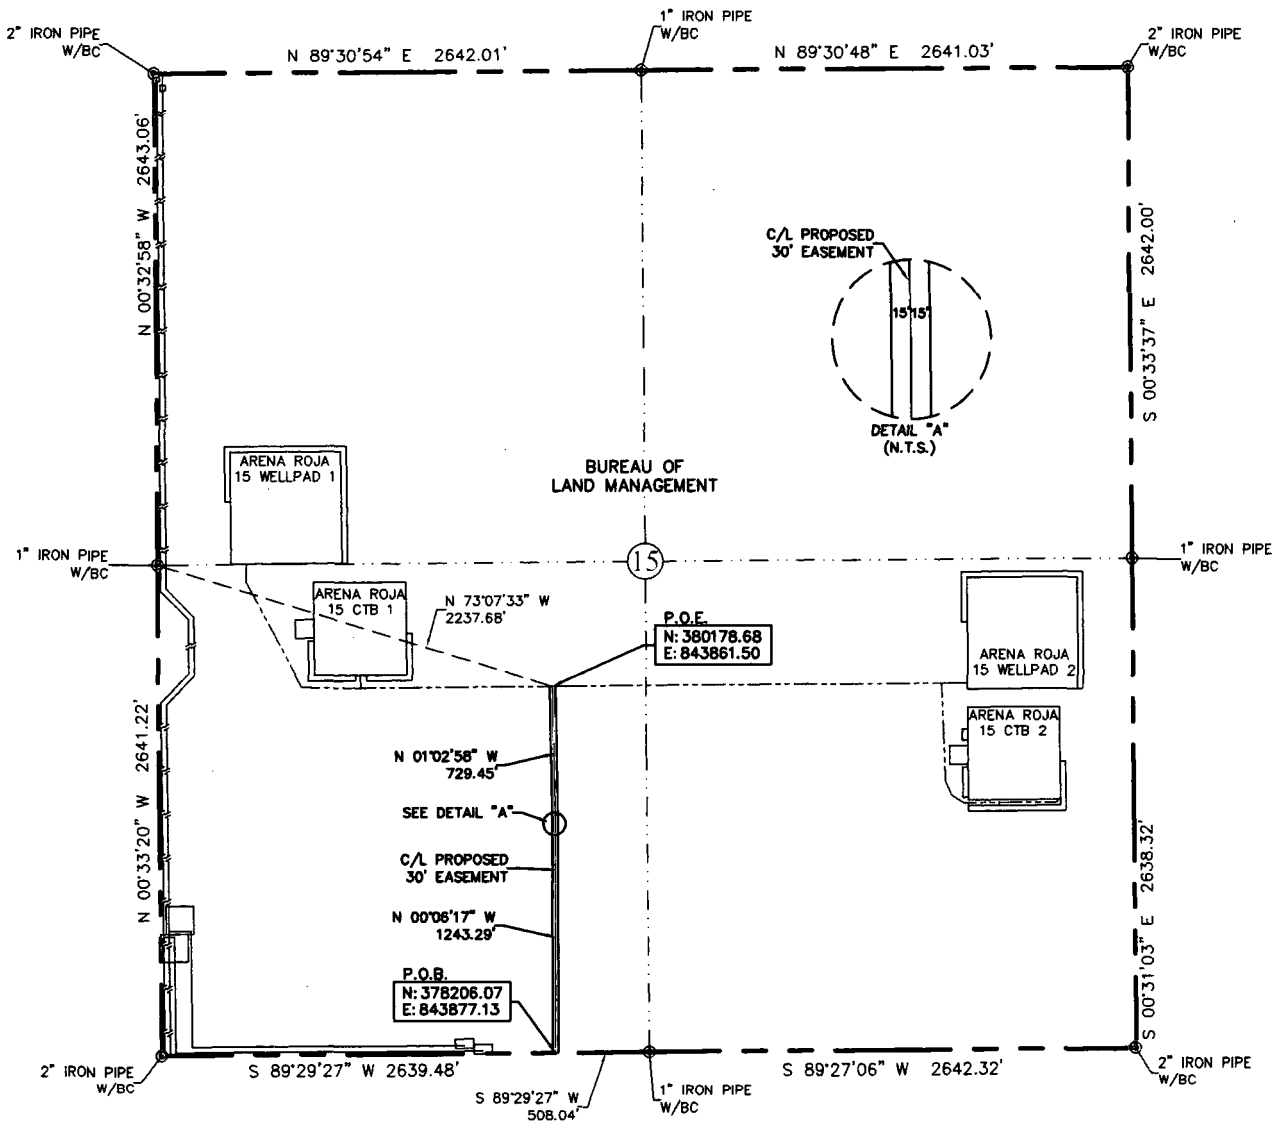 2" IRON PIPE
W/BC
N 89°30'54" E 2642.01'
1" IRON PIPE
W/BC
N 89°30'48" E 2641.03'
2" IRON PIPE
W/BC
N 00°32'58" W 2643.06'
S 00°33'37" E 2642.00'
C/L PROPOSED
30' EASEMENT
15' 15'
DETAIL "A"
(N.T.S.)
ARENA ROJA
15 WELLPAD 1
BUREAU OF
LAND MANAGEMENT
1" IRON PIPE
W/BC
15
1" IRON PIPE
W/BC
ARENA ROJA
15 CTB 1
N 73°07'33" W
2237.68'
P.O.E.
N: 380178.68
E: 843861.50
ARENA ROJA
15 WELLPAD 2
ARENA ROJA
15 CTB 2
N 00°33'20" W 2641.22'
N 01°02'58" W
729.45'
SEE DETAIL "A"
C/L PROPOSED
30' EASEMENT
N 00°06'17" W
1243.29'
S 00°31'03" E 2638.32'
P.O.B.
N: 378206.07
E: 843877.13
2" IRON PIPE
W/BC
S 89°29'27" W 2639.48'
S 89°29'27" W
508.04'
1" IRON PIPE
W/BC
S 89°27'06" W 2642.32'
2" IRON PIPE
W/BC